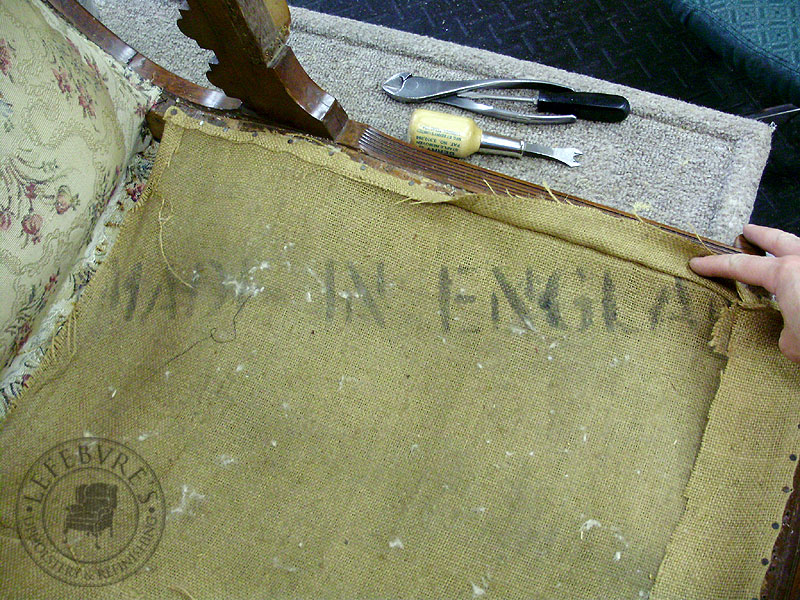 MADE IN ENGLA
LEFEBVRE'S
UPHOLSTERY & REFINISHING